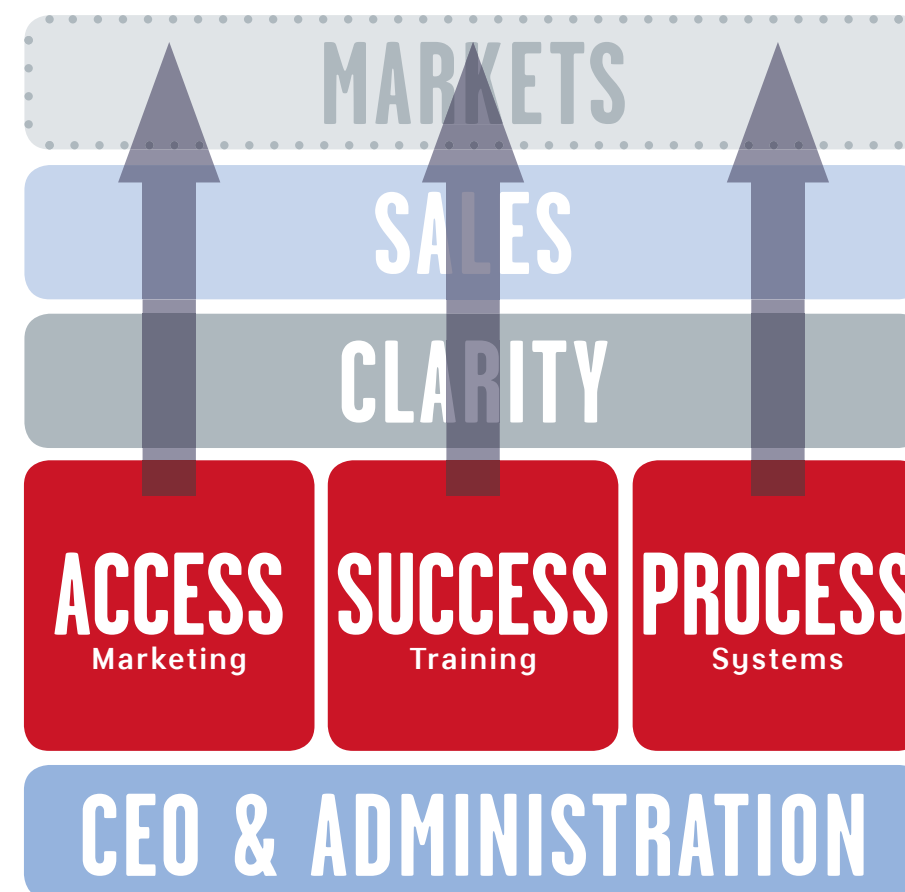 MARKETS
SALES
CLARITY
ACCESS
Marketing
SUCCESS
Training
PROCESS
Systems
CEO & ADMINISTRATION